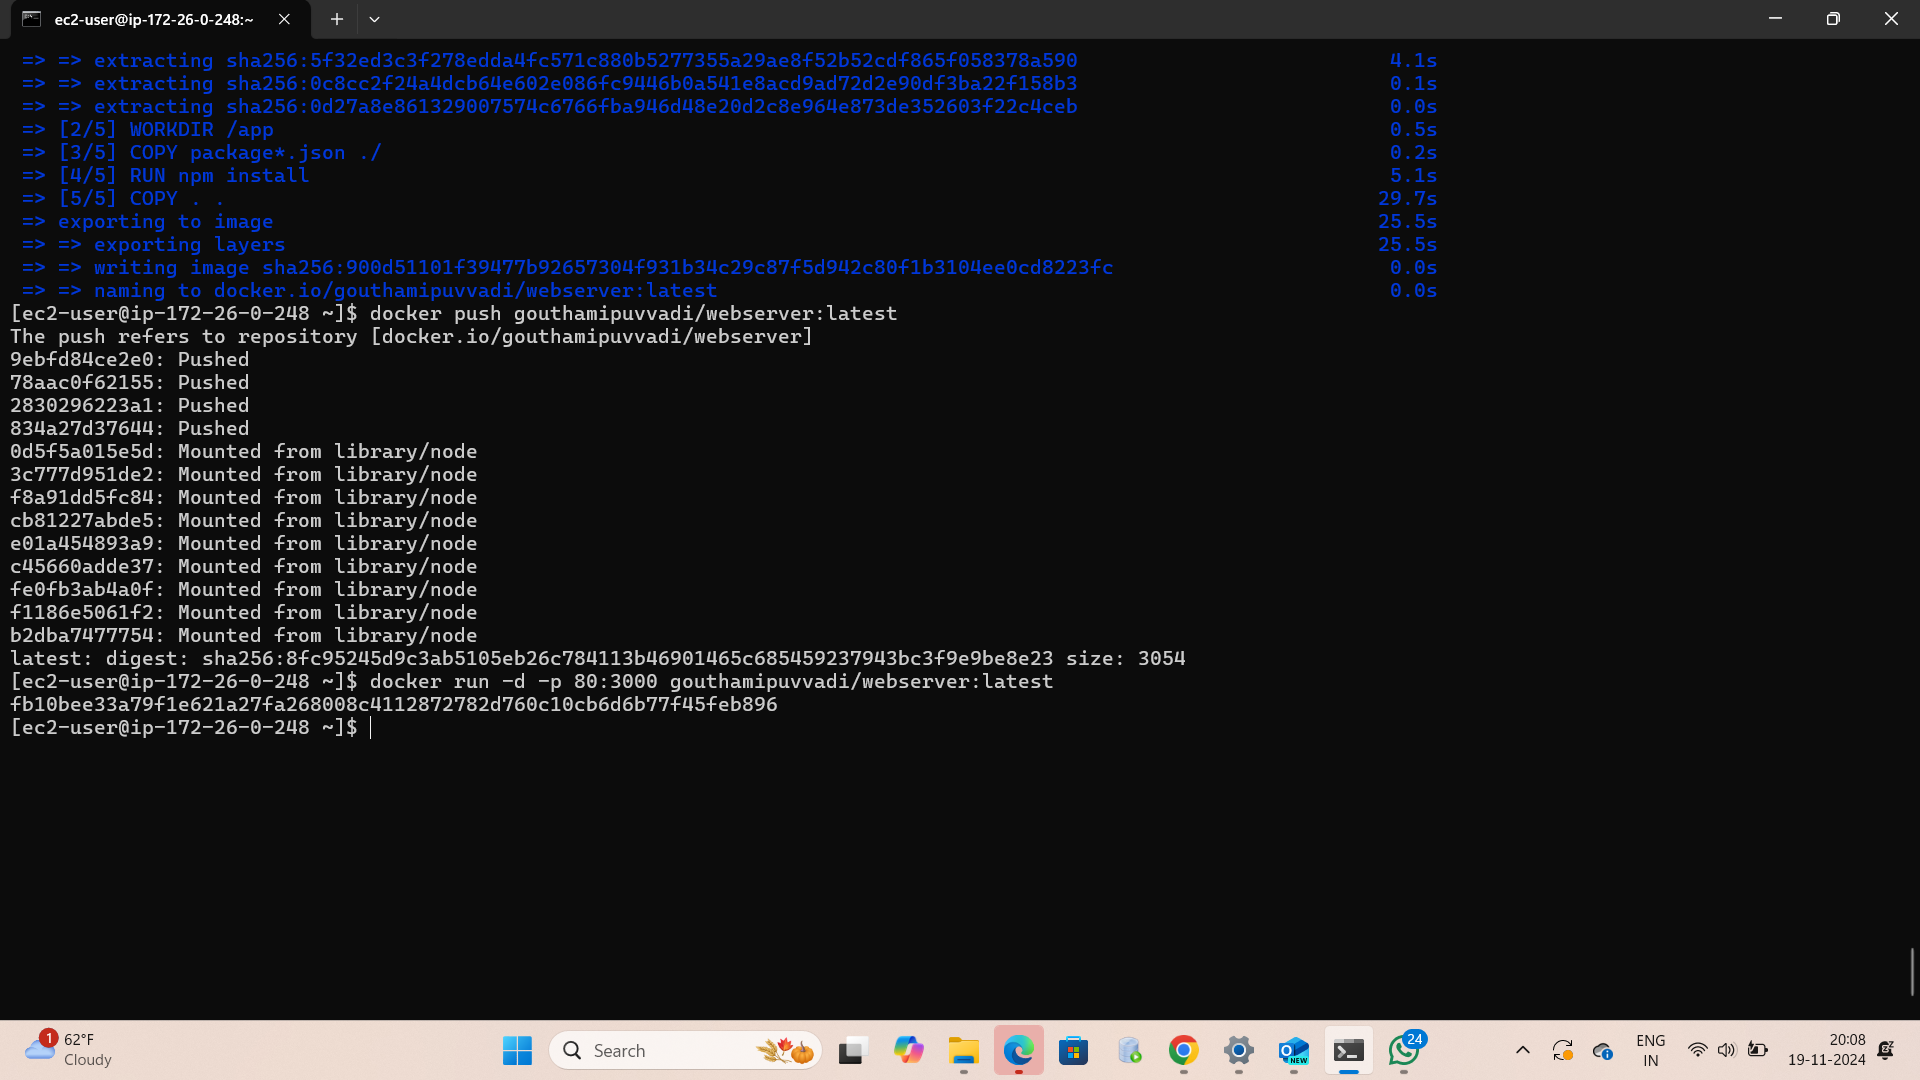 ec2-user@ip-172-26-0-248:~
=> => extracting sha256:5f32ed3c3f278edda4fc571c880b5277355a29ae8f52b52cdf865f058378a590 4.1s
=> => extracting sha256:0c8cc2f24a4dcb64e602e086fc9446b0a541e8acd9ad72d2e90df3ba22f158b3 0.1s
=> => extracting sha256:0d27a8e861329007574c6766fba946d48e20d2c8e964e873de352603f22c4ceb 0.0s
=> [2/5] WORKDIR /app 0.5s
=> [3/5] COPY package*.json ./ 0.2s
=> [4/5] RUN npm install 5.1s
=> [5/5] COPY . . 29.7s
=> exporting to image 25.5s
=> => exporting layers 25.5s
=> => writing image sha256:900d51101f39477b92657304f931b34c29c87f5d942c80f1b3104ee0cd8223fc 0.0s
=> => naming to docker.io/gouthamipuvvadi/webserver:latest 0.0s
[ec2-user@ip-172-26-0-248 ~]$ docker push gouthamipuvvadi/webserver:latest
The push refers to repository [docker.io/gouthamipuvvadi/webserver]
9ebfd84ce2e0: Pushed
78aac0f62155: Pushed
2830296223a1: Pushed
834a27d37644: Pushed
0d5f5a015e5d: Mounted from library/node
3c777d951de2: Mounted from library/node
f8a91dd5fc84: Mounted from library/node
cb81227abde5: Mounted from library/node
e01a454893a9: Mounted from library/node
c45660adde37: Mounted from library/node
fe0fb3ab4a0f: Mounted from library/node
f1186e5061f2: Mounted from library/node
b2dba7477754: Mounted from library/node
latest: digest: sha256:8fc95245d9c3ab5105eb26c784113b46901465c685459237943bc3f9e9be8e23 size: 3054
[ec2-user@ip-172-26-0-248 ~]$ docker run -d -p 80:3000 gouthamipuvvadi/webserver:latest
fb10bee33a79f1e621a27fa268008c4112872782d760c10cb6d6b77f45feb896
[ec2-user@ip-172-26-0-248 ~]$
1
62°F
Cloudy
Search
NEW
24
ENG
IN
20:08
19-11-2024